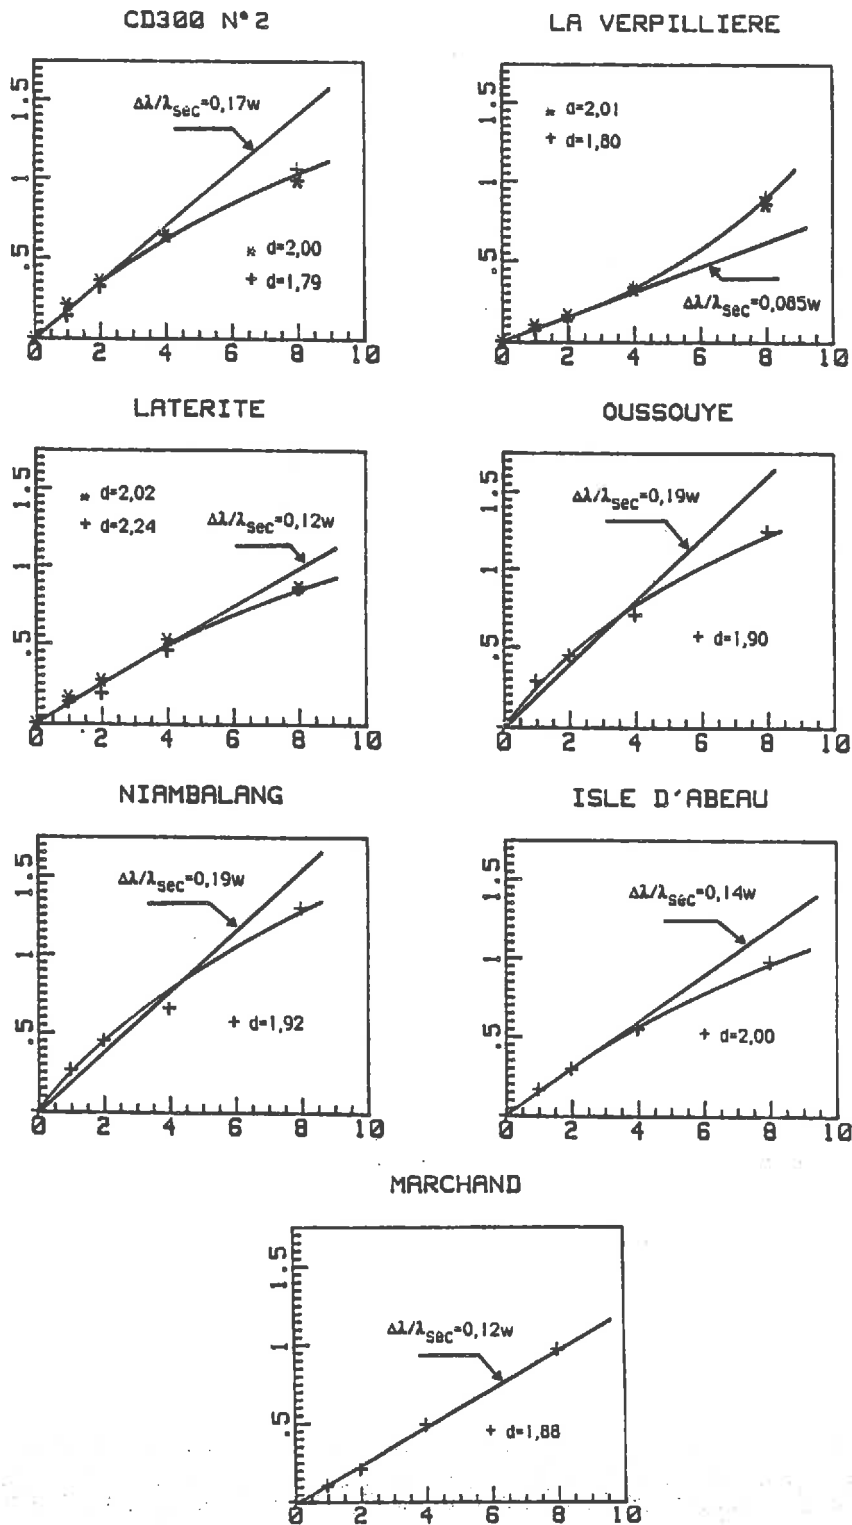 CD300 N°2
1.5
1
.5
Δλ/λsec=0,17w
* d=2,00
+ d=1,79
0 2 4 6 8 10
LA VERPILLIERE
1.5
1
.5
* d=2,01
+ d=1,80
Δλ/λsec=0,085w
0 2 4 6 8 10
LATERITE
1.5
1
.5
* d=2,02
+ d=2,24
Δλ/λsec=0,12w
0 2 4 6 8 10
OUSSOUYE
1.5
1
.5
Δλ/λsec=0,19w
+ d=1,90
0 2 4 6 8 10
NIAMBALANG
1.5
1
.5
Δλ/λsec=0,19w
+ d=1,92
0 2 4 6 8 10
ISLE D'ABEAU
1.5
1
.5
Δλ/λsec=0,14w
+ d=2,00
0 2 4 6 8 10
MARCHAND
1.5
1
.5
Δλ/λsec=0,12w
+ d=1,88
0 2 4 6 8 10